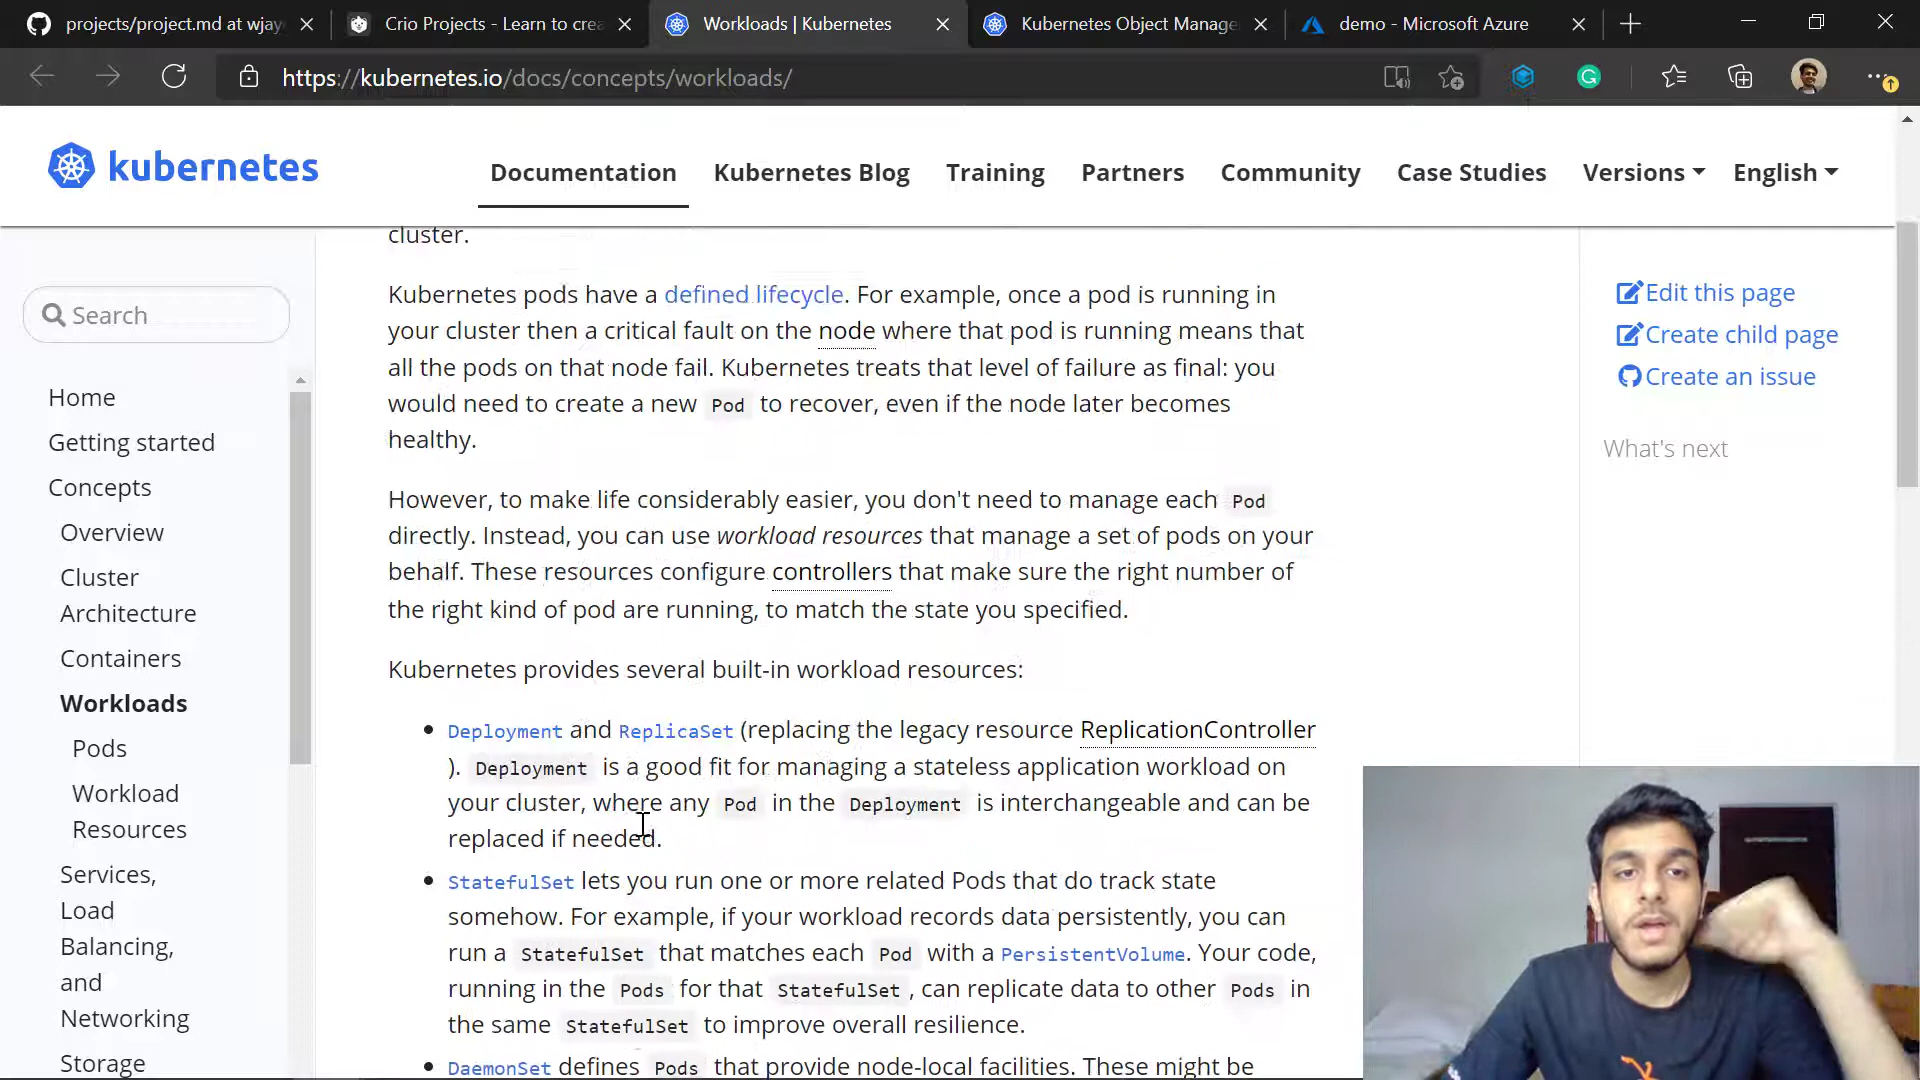 projects/project.md at wjay
Crio Projects - Learn to crea
Workloads | Kubernetes
Kubernetes Object Manage
demo - Microsoft Azure
https://kubernetes.io/docs/concepts/workloads/
kubernetes
Documentation
Kubernetes Blog
Training
Partners
Community
Case Studies
Versions
English
Search
Home
Getting started
Concepts
Overview
Cluster
Architecture
Containers
Workloads
Pods
Workload
Resources
Services,
Load
Balancing,
and
Networking
Storage
cluster.
Kubernetes pods have a defined lifecycle. For example, once a pod is running in
your cluster then a critical fault on the node where that pod is running means that
all the pods on that node fail. Kubernetes treats that level of failure as final: you
would need to create a new Pod to recover, even if the node later becomes
healthy.
However, to make life considerably easier, you don't need to manage each Pod
directly. Instead, you can use workload resources that manage a set of pods on your
behalf. These resources configure controllers that make sure the right number of
the right kind of pod are running, to match the state you specified.
Kubernetes provides several built-in workload resources:
Deployment and ReplicaSet (replacing the legacy resource ReplicationController
). Deployment is a good fit for managing a stateless application workload on
your cluster, where any Pod in the Deployment is interchangeable and can be
replaced if needed.
StatefulSet lets you run one or more related Pods that do track state
somehow. For example, if your workload records data persistently, you can
run a StatefulSet that matches each Pod with a PersistentVolume. Your code,
running in the Pods for that StatefulSet, can replicate data to other Pods in
the same StatefulSet to improve overall resilience.
DaemonSet defines Pods that provide node-local facilities. These might be
Edit this page
Create child page
Create an issue
What's next